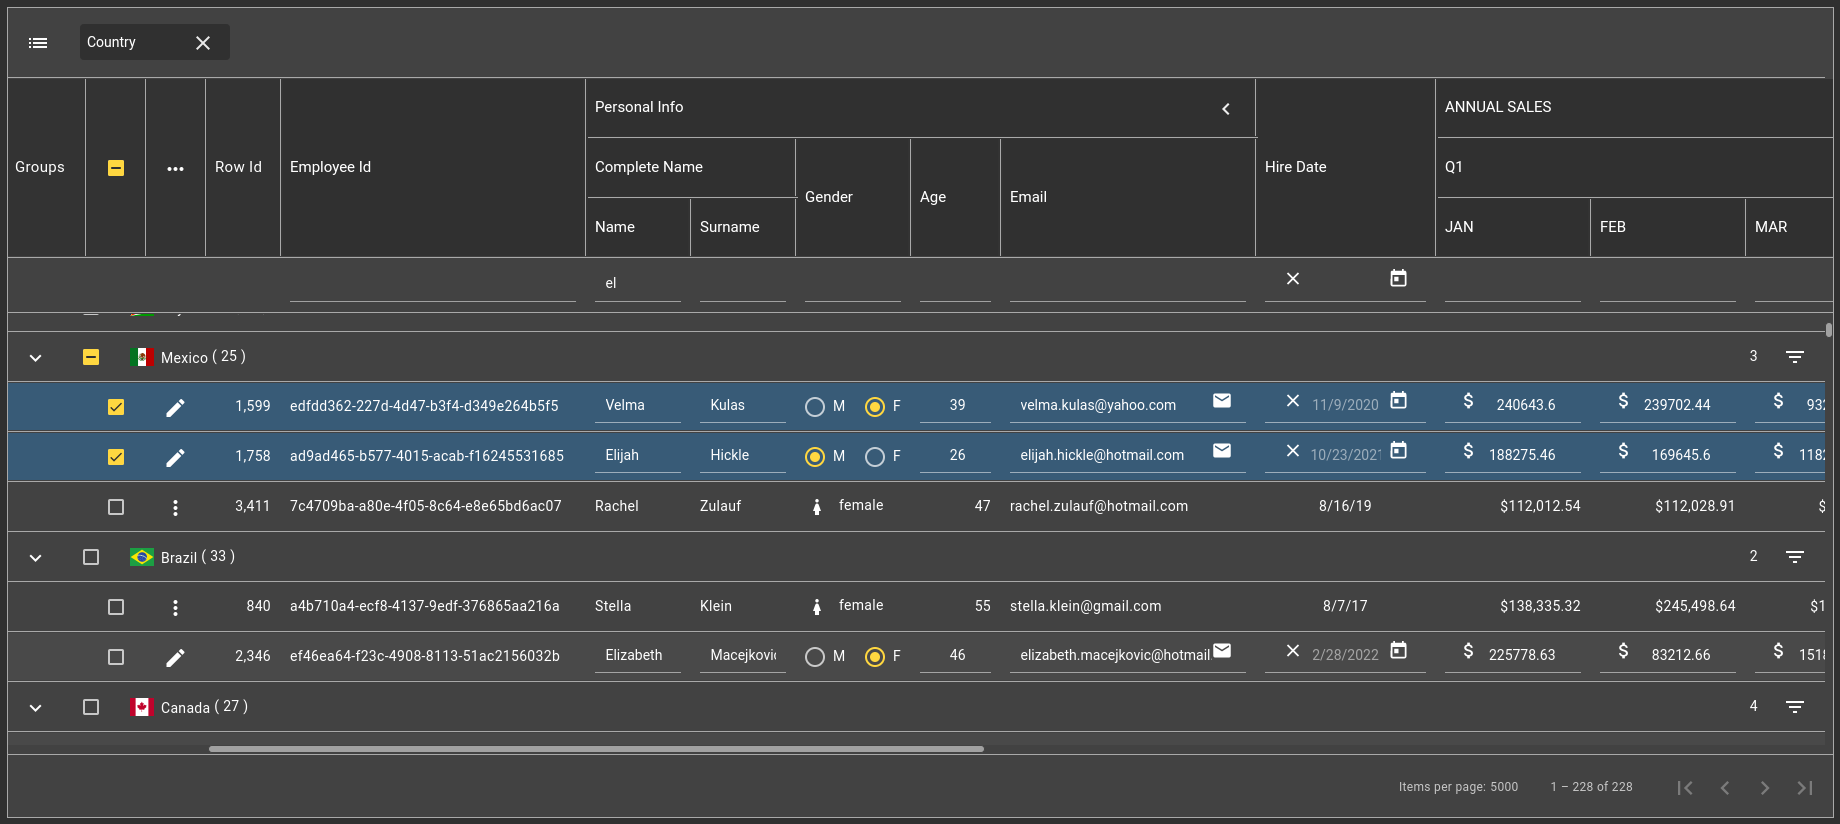 Country
Personal Info
ANNUAL SALES
Groups
Row Id
Employee Id
Complete Name
Gender
Age
Email
Hire Date
Q1
Name
Surname
JAN
FEB
MAR
el
Mexico ( 25 )
3
1,599 edfdd362-227d-4d47-b3f4-d349e264b5f5 Velma Kulas M F 39 velma.kulas@yahoo.com 11/9/2020 $ 240643.6 $ 239702.44 $ 932
1,758 ad9ad465-b577-4015-acab-f16245531685 Elijah Hickle M F 26 elijah.hickle@hotmail.com 10/23/2021 $ 188275.46 $ 169645.6 $ 1182
3,411 7c4709ba-a80e-4f05-8c64-e8e65bd6ac07 Rachel Zulauf female 47 rachel.zulauf@hotmail.com 8/16/19 $112,012.54 $112,028.91 $
Brazil ( 33 )
2
840 a4b710a4-ecf8-4137-9edf-376865aa216a Stella Klein female 55 stella.klein@gmail.com 8/7/17 $138,335.32 $245,498.64 $1
2,346 ef46ea64-f23c-4908-8113-51ac2156032b Elizabeth Macejkovic M F 46 elizabeth.macejkovic@hotmail. 2/28/2022 $ 225778.63 $ 83212.66 $ 1518
Canada ( 27 )
4
Items per page: 5000
1 – 228 of 228